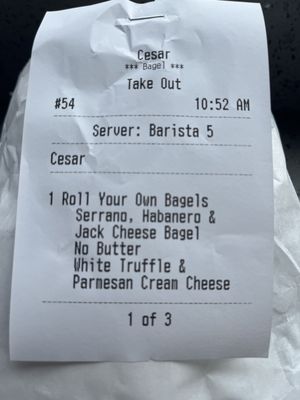 Cesar
*** Bagel ***
Take Out
#54 10:52 AM
Server: Barista 5
Cesar
1 Roll Your Own Bagels
Serrano, Habanero &
Jack Cheese Bagel
No Butter
White Truffle &
Parmesan Cream Cheese
1 of 3